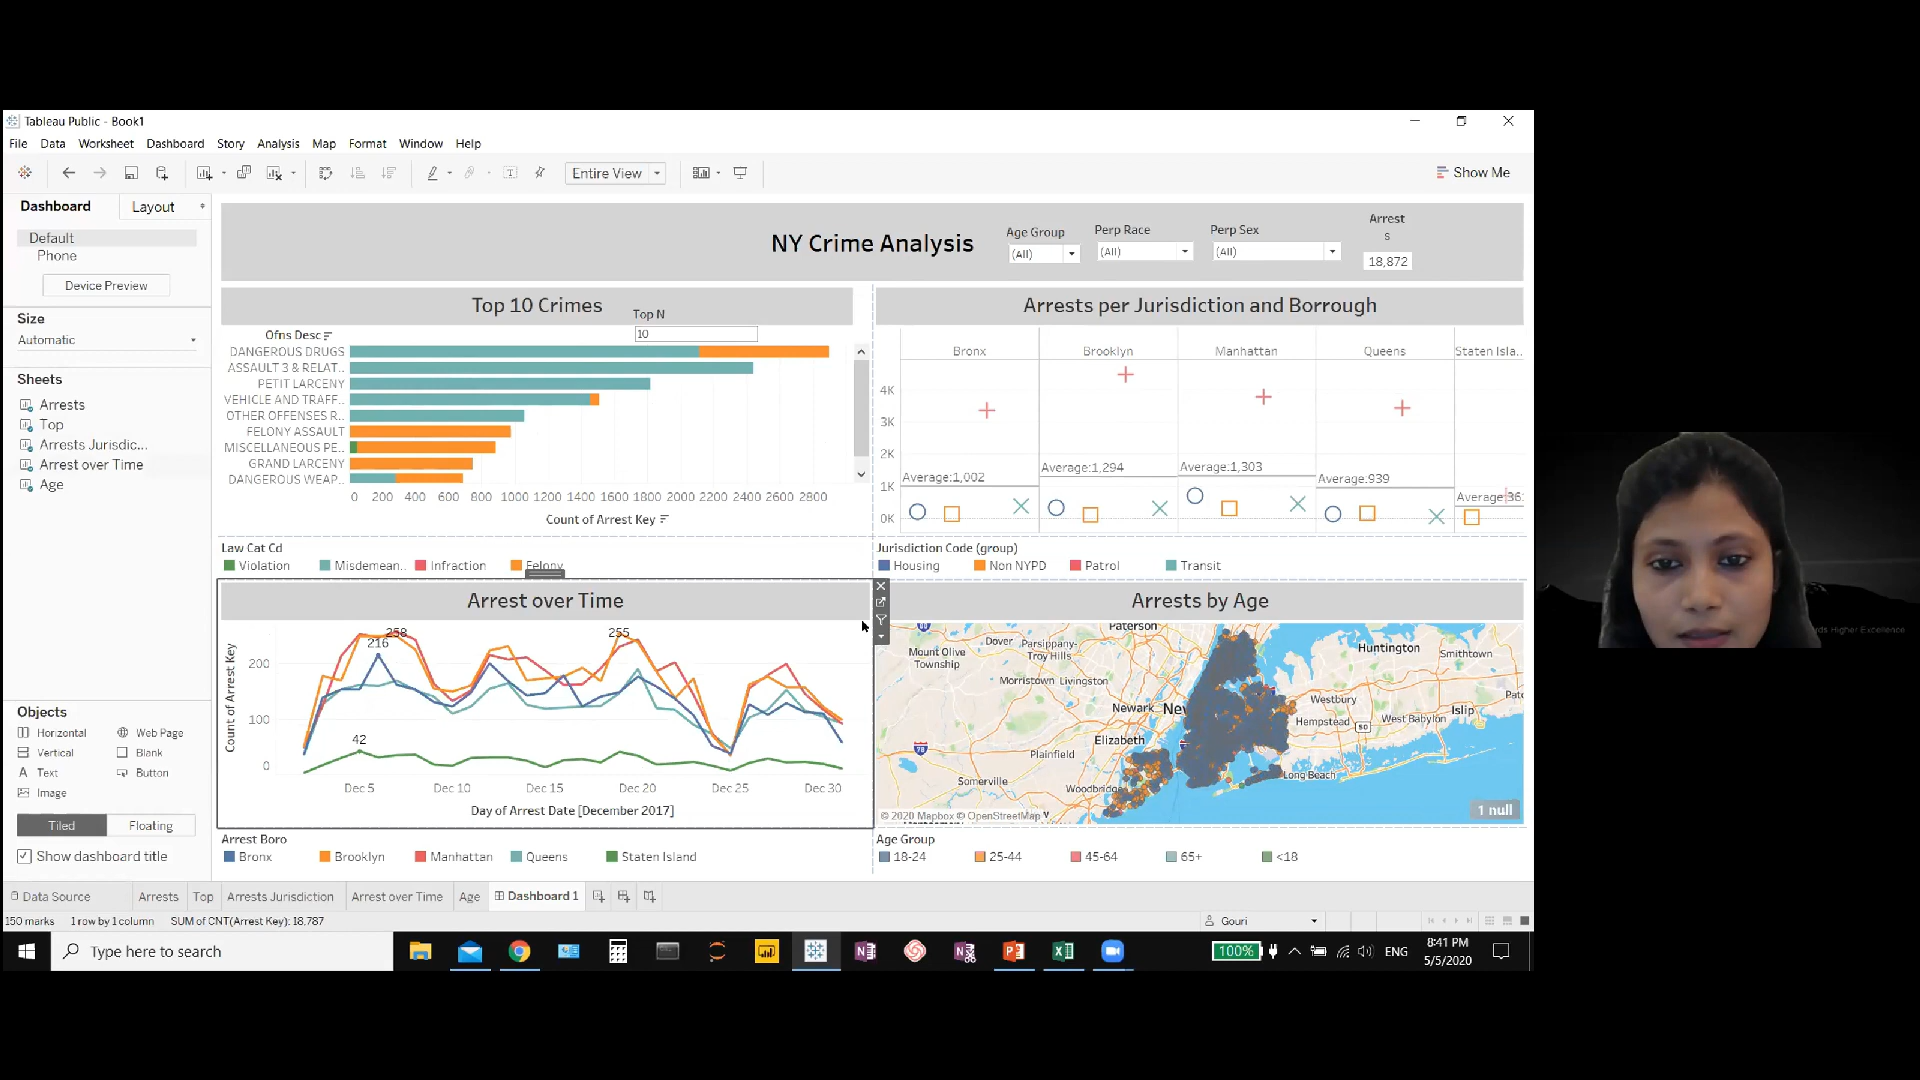 Tableau Public - Book1
File Data Worksheet Dashboard Story Analysis Map Format Window Help
Entire View
Show Me
Dashboard Layout
Default
Phone
Device Preview
Size
Automatic
Sheets
Arrests
Top
Arrests Jurisdic...
Arrest over Time
Age
Objects
Horizontal Web Page
Vertical Blank
A Text Button
Image
Tiled Floating
Show dashboard title
NY Crime Analysis
Age Group
(All)
Perp Race
(All)
Perp Sex
(All)
Arrest
s
18,872
Top 10 Crimes
Top N
10
Ofns Desc
DANGEROUS DRUGS
ASSAULT 3 & RELAT..
PETIT LARCENY
VEHICLE AND TRAFF..
OTHER OFFENSES R..
FELONY ASSAULT
MISCELLANEOUS PE..
GRAND LARCENY
DANGEROUS WEAP..
0 200 400 600 800 1000 1200 1400 1600 1800 2000 2200 2400 2600 2800
Count of Arrest Key
Law Cat Cd
Violation Misdemean.. Infraction Felony
Arrests per Jurisdiction and Borrough
Bronx Brooklyn Manhattan Queens Staten Isla..
4K
3K
2K
1K
0K
Average:1,002
Average:1,294
Average:1,303
Average:939
Jurisdiction Code (group)
Housing Non NYPD Patrol Transit
Arrest over Time
Count of Arrest Key
200
100
0
258
216
255
42
Dec 5 Dec 10 Dec 15 Dec 20 Dec 25 Dec 30
Day of Arrest Date [December 2017]
Arrest Boro
Bronx Brooklyn Manhattan Queens Staten Island
Arrests by Age
Paterson
Dover
Parsippany-
Troy Hills
Mount Olive
Township
Morristown
Livingston
Newark
Elizabeth
Plainfield
Somerville
Woodbridge
Huntington
Smithtown
Westbury
Hempstead
West Babylon
Islip
Long Beach
© 2020 Mapbox © OpenStreetMap
1 null
Age Group
18-24 25-44 45-64 65+ <18
Data Source Arrests Top Arrests Jurisdiction Arrest over Time Age Dashboard 1
150 marks 1 row by 1 column SUM of CNT(Arrest Key): 18,787
Gouri
Type here to search
100%
ENG
8:41 PM
5/5/2020